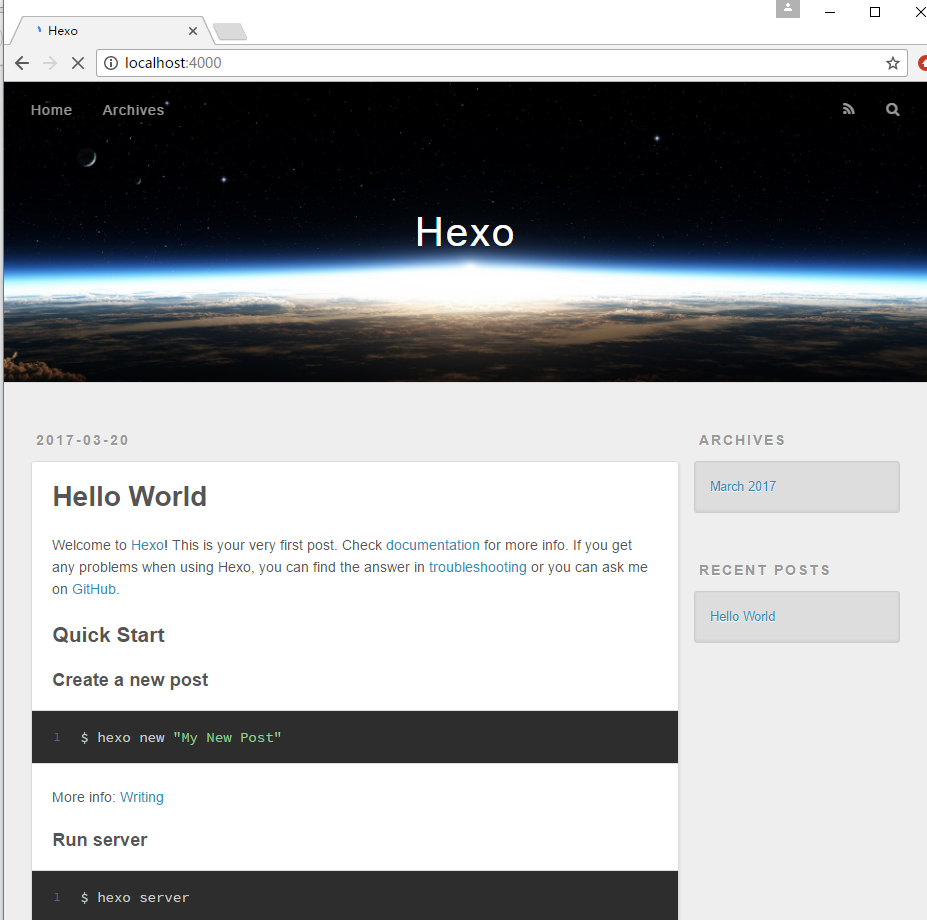 Hexo
localhost:4000
Home Archives
Hexo
2017-03-20
Hello World
Welcome to Hexo! This is your very first post. Check documentation for more info. If you get
any problems when using Hexo, you can find the answer in troubleshooting or you can ask me
on GitHub.
Quick Start
Create a new post
1 $ hexo new "My New Post"
More info: Writing
Run server
1 $ hexo server
ARCHIVES
March 2017
RECENT POSTS
Hello World